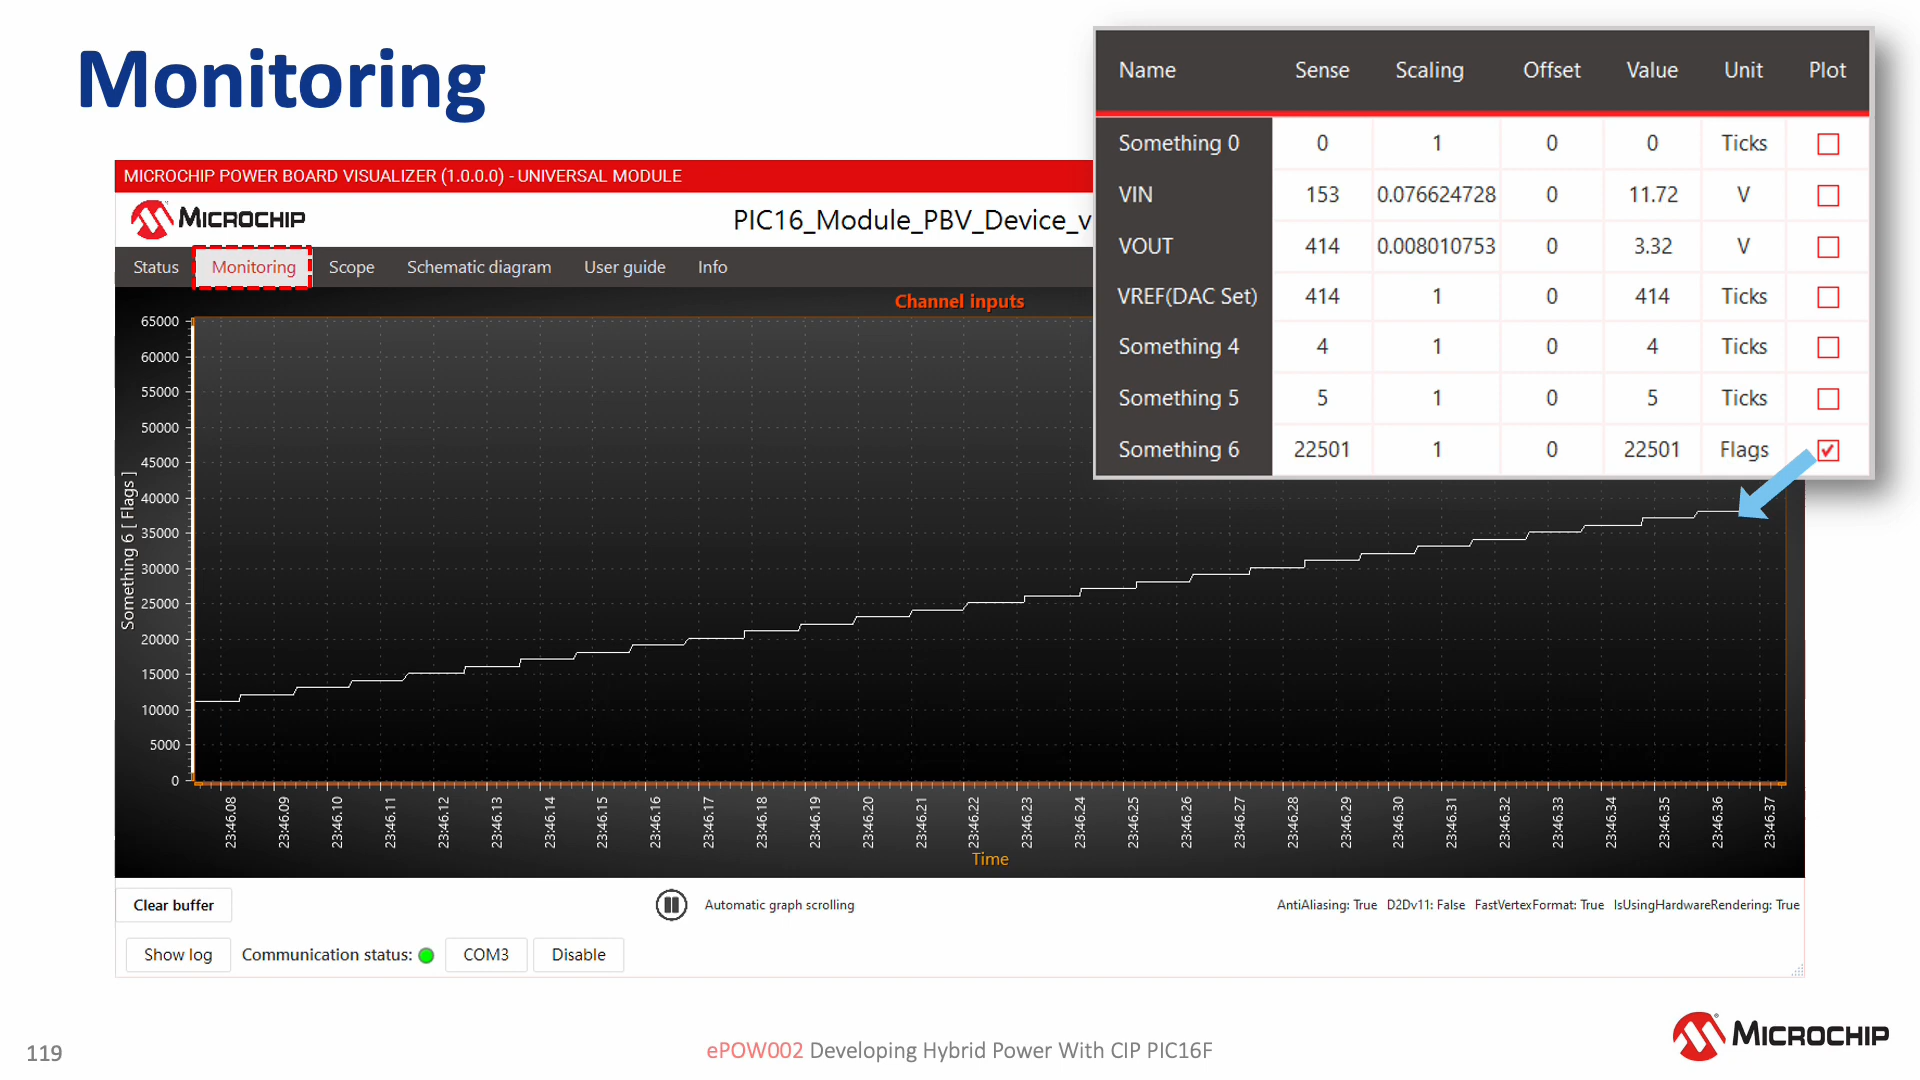 Monitoring
MICROCHIP POWER BOARD VISUALIZER (1.0.0.0) - UNIVERSAL MODULE
MICROCHIP
PIC16_Module_PBV_Device_v
Status Monitoring Scope Schematic diagram User guide Info
Name Sense Scaling Offset Value Unit Plot
Something 0 0 1 0 0 Ticks
VIN 153 0.076624728 0 11.72 V
VOUT 414 0.008010753 0 3.32 V
VREF(DAC Set) 414 1 0 414 Ticks
Something 4 4 1 0 4 Ticks
Something 5 5 1 0 5 Ticks
Something 6 22501 1 0 22501 Flags
Channel inputs
Something 6 [ Flags ]
65000
60000
55000
50000
45000
40000
35000
30000
25000
20000
15000
10000
5000
0
23:46.08 23:46.09 23:46.10 23:46.11 23:46.12 23:46.13 23:46.14 23:46.15 23:46.16 23:46.17 23:46.18 23:46.19 23:46.20 23:46.21 23:46.22 23:46.23 23:46.24 23:46.25 23:46.26 23:46.27 23:46.28 23:46.29 23:46.30 23:46.31 23:46.32 23:46.33 23:46.34 23:46.35 23:46.36 23:46.37
Time
Clear buffer Automatic graph scrolling AntiAliasing: True D2Dv11: False FastVertexFormat: True IsUsingHardwareRendering: True
Show log Communication status: COM3 Disable
119
ePOW002 Developing Hybrid Power With CIP PIC16F
MICROCHIP